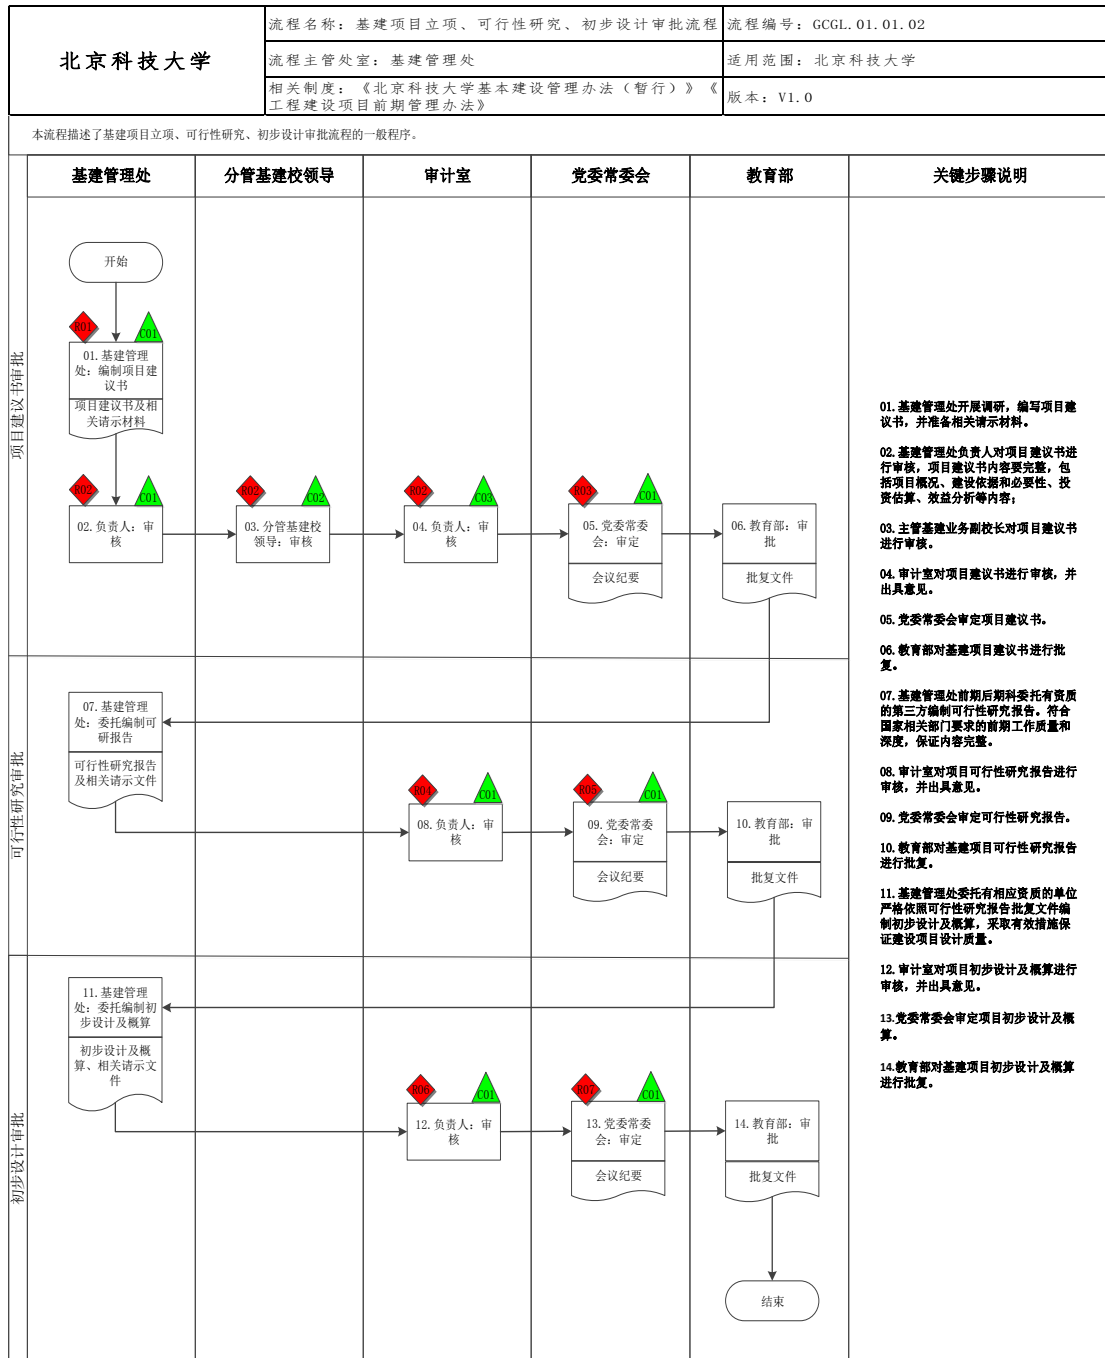 北京科技大学
流程名称：基建项目立项、可行性研究、初步设计审批流程
流程编号：GCGL.01.01.02
流程主管处室：基建管理处
适用范围：北京科技大学
相关制度：《北京科技大学基本建设管理办法（暂行）》《
工程建设项目前期管理办法》
版本：V1.0
本流程描述了基建项目立项、可行性研究、初步设计审批流程的一般程序。
基建管理处
分管基建校领导
审计室
党委常委会
教育部
关键步骤说明
项目建议书审批
开始
R01
C01
01.基建管理
处：编制项目建
议书
项目建议书及相
关请示材料
R02
C01
02.负责人：审
核
R02
C02
03.分管基建校
领导：审核
R02
C03
04.负责人：审
核
R03
C01
05.党委常委
会：审定
会议纪要
06.教育部：审
批
批复文件
可行性研究审批
07.基建管理
处：委托编制可
研报告
可行性研究报告
及相关请示文件
R04
C01
08.负责人：审
核
R05
C01
09.党委常委
会：审定
会议纪要
10.教育部：审
批
批复文件
初步设计审批
11.基建管理
处：委托编制初
步设计及概算
初步设计及概
算、相关请示文
件
R06
C01
12.负责人：审
核
R07
C01
13.党委常委
会：审定
会议纪要
14.教育部：审
批
批复文件
结束
01.基建管理处开展调研，编写项目建
议书，并准备相关请示材料。
02.基建管理处负责人对项目建议书进
行审核，项目建议书内容要完整，包
括项目概况、建设依据和必要性、投
资估算、效益分析等内容；
03.主管基建业务副校长对项目建议书
进行审核。
04.审计室对项目建议书进行审核，并
出具意见。
05.党委常委会审定项目建议书。
06.教育部对基建项目建议书进行批
复。
07.基建管理处前期后期科委托有资质
的第三方编制可行性研究报告。符合
国家相关部门要求的前期工作质量和
深度，保证内容完整。
08.审计室对项目可行性研究报告进行
审核，并出具意见。
09.党委常委会审定可行性研究报告。
10.教育部对基建项目可行性研究报告
进行批复。
11.基建管理处委托有相应资质的单位
严格依照可行性研究报告批复文件编
制初步设计及概算，采取有效措施保
证建设项目设计质量。
12.审计室对项目初步设计及概算进行
审核，并出具意见。
13.党委常委会审定项目初步设计及概
算。
14.教育部对基建项目初步设计及概算
进行批复。